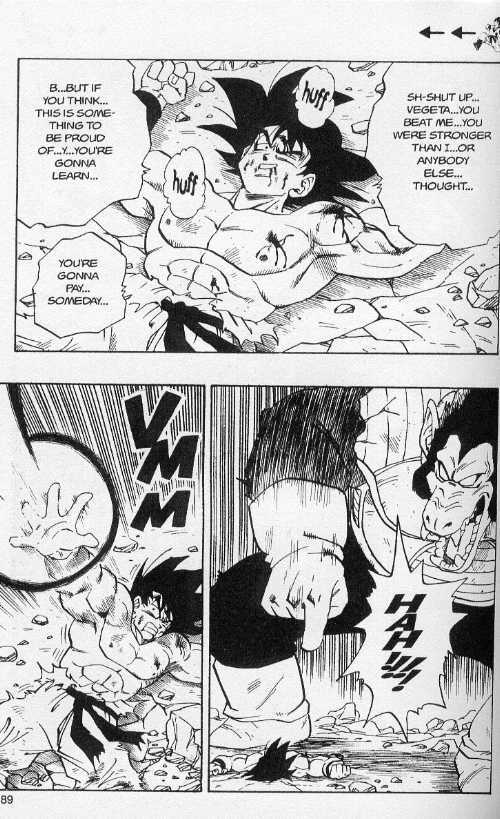 SH-SHUT UP...
VEGETA...YOU
BEAT ME...YOU
WERE STRONGER
THAN I...OR
ANYBODY
ELSE...
THOUGHT...
huff
B...BUT IF
YOU THINK...
THIS IS SOME-
THING TO
BE PROUD
OF...Y...YOU'RE
GONNA
LEARN...
huff
YOU'RE
GONNA
PAY...
SOMEDAY...
HAH!!!
VMM
89